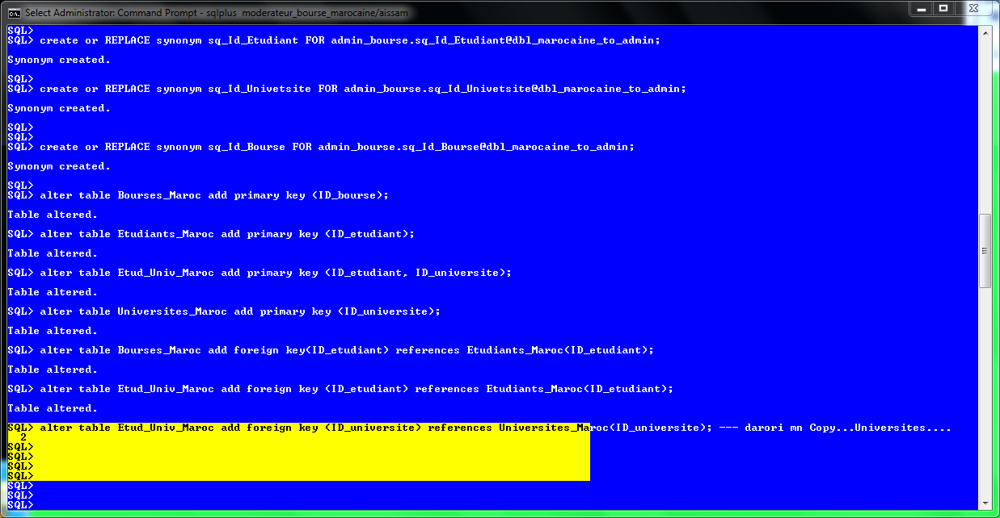 Select Administrator: Command Prompt - sqlplus  moderateur_bourse_marocaine/aissam
SQL>
SQL> create or REPLACE synonym sq_Id_Etudiant FOR admin_bourse.sq_Id_Etudiant@dbl_marocaine_to_admin;
Synonym created.
SQL>
SQL> create or REPLACE synonym sq_Id_Univetsite FOR admin_bourse.sq_Id_Univetsite@dbl_marocaine_to_admin;
Synonym created.
SQL>
SQL>
SQL> create or REPLACE synonym sq_Id_Bourse FOR admin_bourse.sq_Id_Bourse@dbl_marocaine_to_admin;
Synonym created.
SQL>
SQL> alter table Bourses_Maroc add primary key (ID_bourse);
Table altered.
SQL> alter table Etudiants_Maroc add primary key (ID_etudiant);
Table altered.
SQL> alter table Etud_Univ_Maroc add primary key (ID_etudiant, ID_universite);
Table altered.
SQL> alter table Universites_Maroc add primary key (ID_universite);
Table altered.
SQL> alter table Bourses_Maroc add foreign key(ID_etudiant) references Etudiants_Maroc(ID_etudiant);
Table altered.
SQL> alter table Etud_Univ_Maroc add foreign key (ID_etudiant) references Etudiants_Maroc(ID_etudiant);
Table altered.
SQL> alter table Etud_Univ_Maroc add foreign key (ID_universite) references Universites_Maroc(ID_universite); --- darori mn Copy...Universites....
2
SQL>
SQL>
SQL>
SQL>
SQL>
SQL>
SQL>